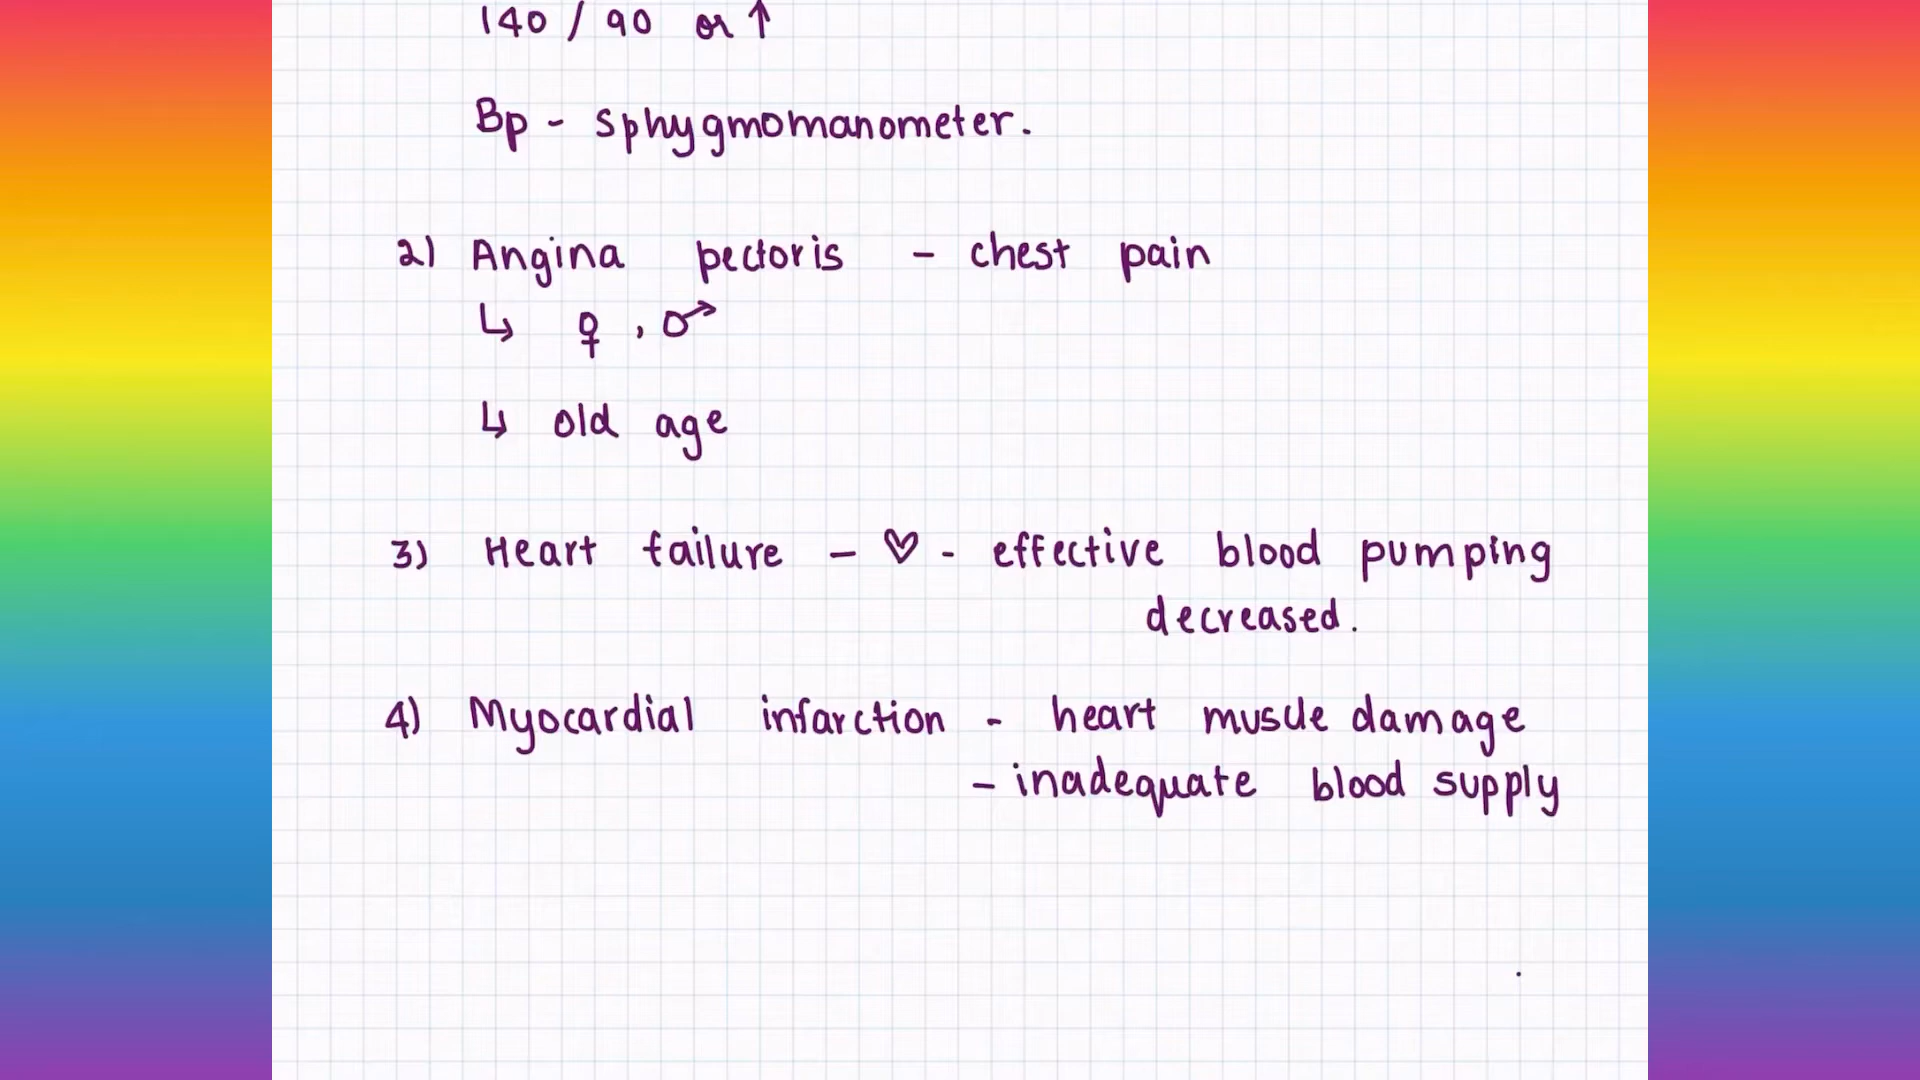 140 / 90 or ↑
Bp - sphygmomanometer.
2) Angina pectoris - chest pain
↳ ♀ , ♂
↳ old age
3) Heart failure - ♡ - effective blood pumping
decreased.
4) Myocardial infarction - heart muscle damage
- inadequate blood supply